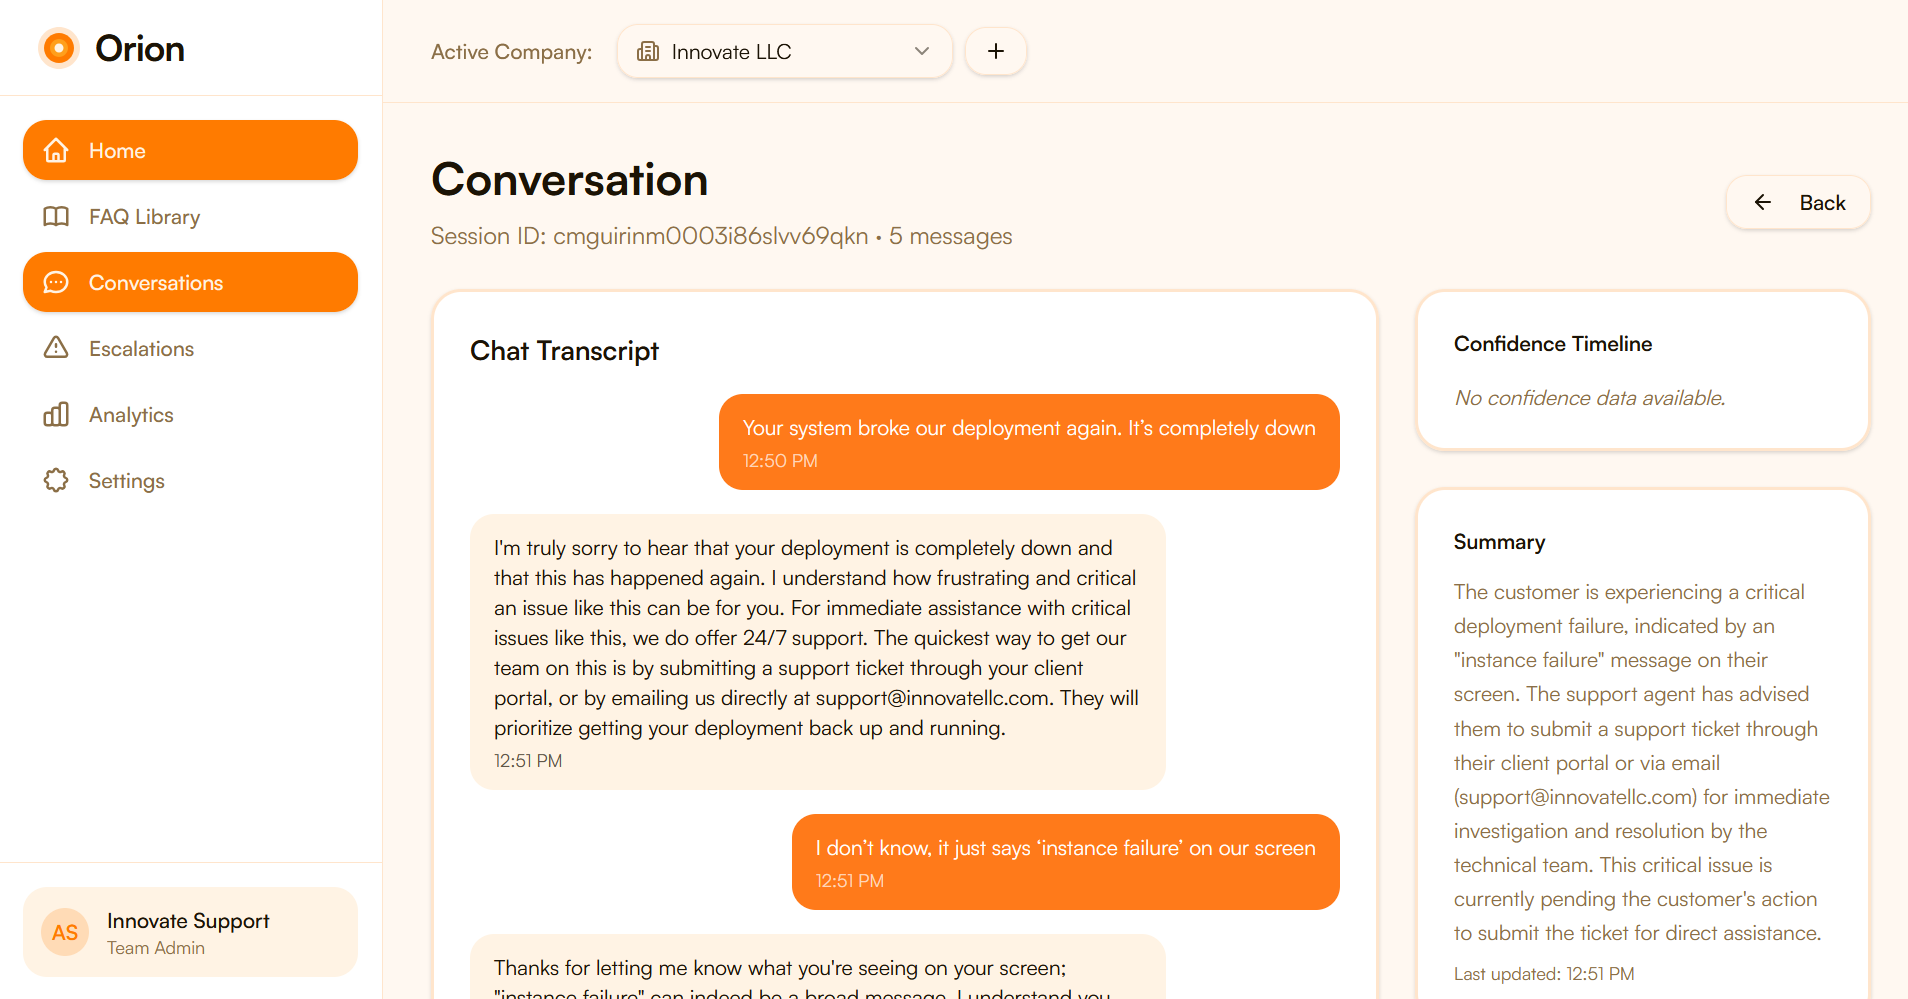 Orion
Home
FAQ Library
Conversations
Escalations
Analytics
Settings
AS
Innovate Support
Team Admin
Active Company:
Innovate LLC
+
Conversation
Session ID: cmguirinm0003i86slvv69qkn • 5 messages
Back
Chat Transcript
Your system broke our deployment again. It’s completely down
12:50 PM
I'm truly sorry to hear that your deployment is completely down and
that this has happened again. I understand how frustrating and critical
an issue like this can be for you. For immediate assistance with critical
issues like this, we do offer 24/7 support. The quickest way to get our
team on this is by submitting a support ticket through your client
portal, or by emailing us directly at support@innovatellc.com. They will
prioritize getting your deployment back up and running.
12:51 PM
I don’t know, it just says ‘instance failure’ on our screen
12:51 PM
Thanks for letting me know what you're seeing on your screen;
"instance failure" can indeed be a broad message. I understand you
Confidence Timeline
No confidence data available.
Summary
The customer is experiencing a critical
deployment failure, indicated by an
"instance failure" message on their
screen. The support agent has advised
them to submit a support ticket through
their client portal or via email
(support@innovatellc.com) for immediate
investigation and resolution by the
technical team. This critical issue is
currently pending the customer's action
to submit the ticket for direct assistance.
Last updated: 12:51 PM